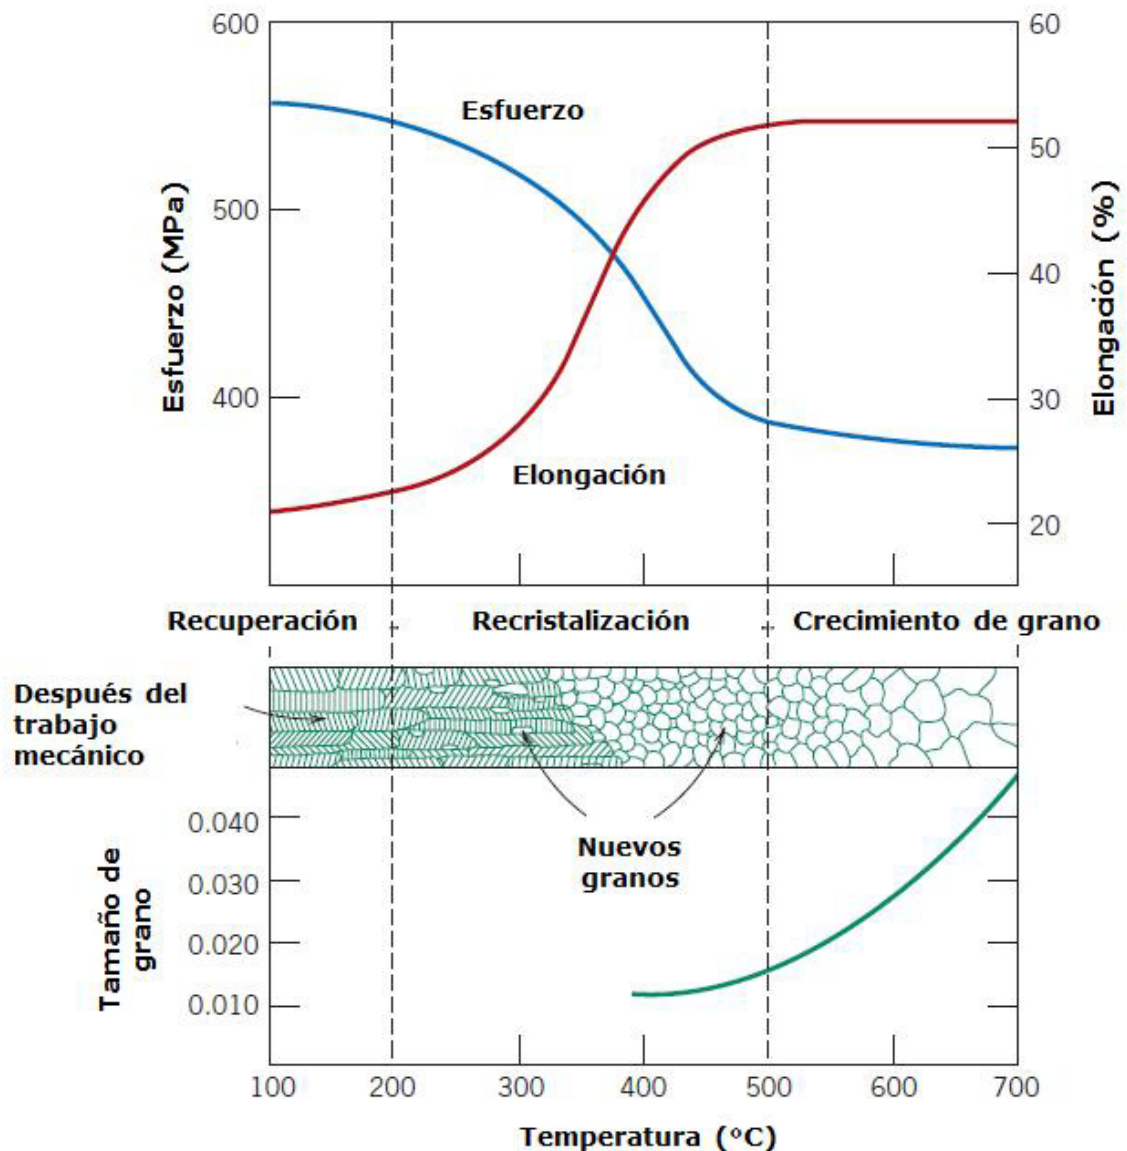 600
60
Esfuerzo
50
500
Esfuerzo (MPa)
Elongación (%)
40
400
30
Elongación
20
Recuperación
Recristalización
Crecimiento de grano
Después del
trabajo
mecánico
0.040
Nuevos
granos
0.030
Tamaño de
grano
0.020
0.010
100 200 300 400 500 600 700
Temperatura (°C)